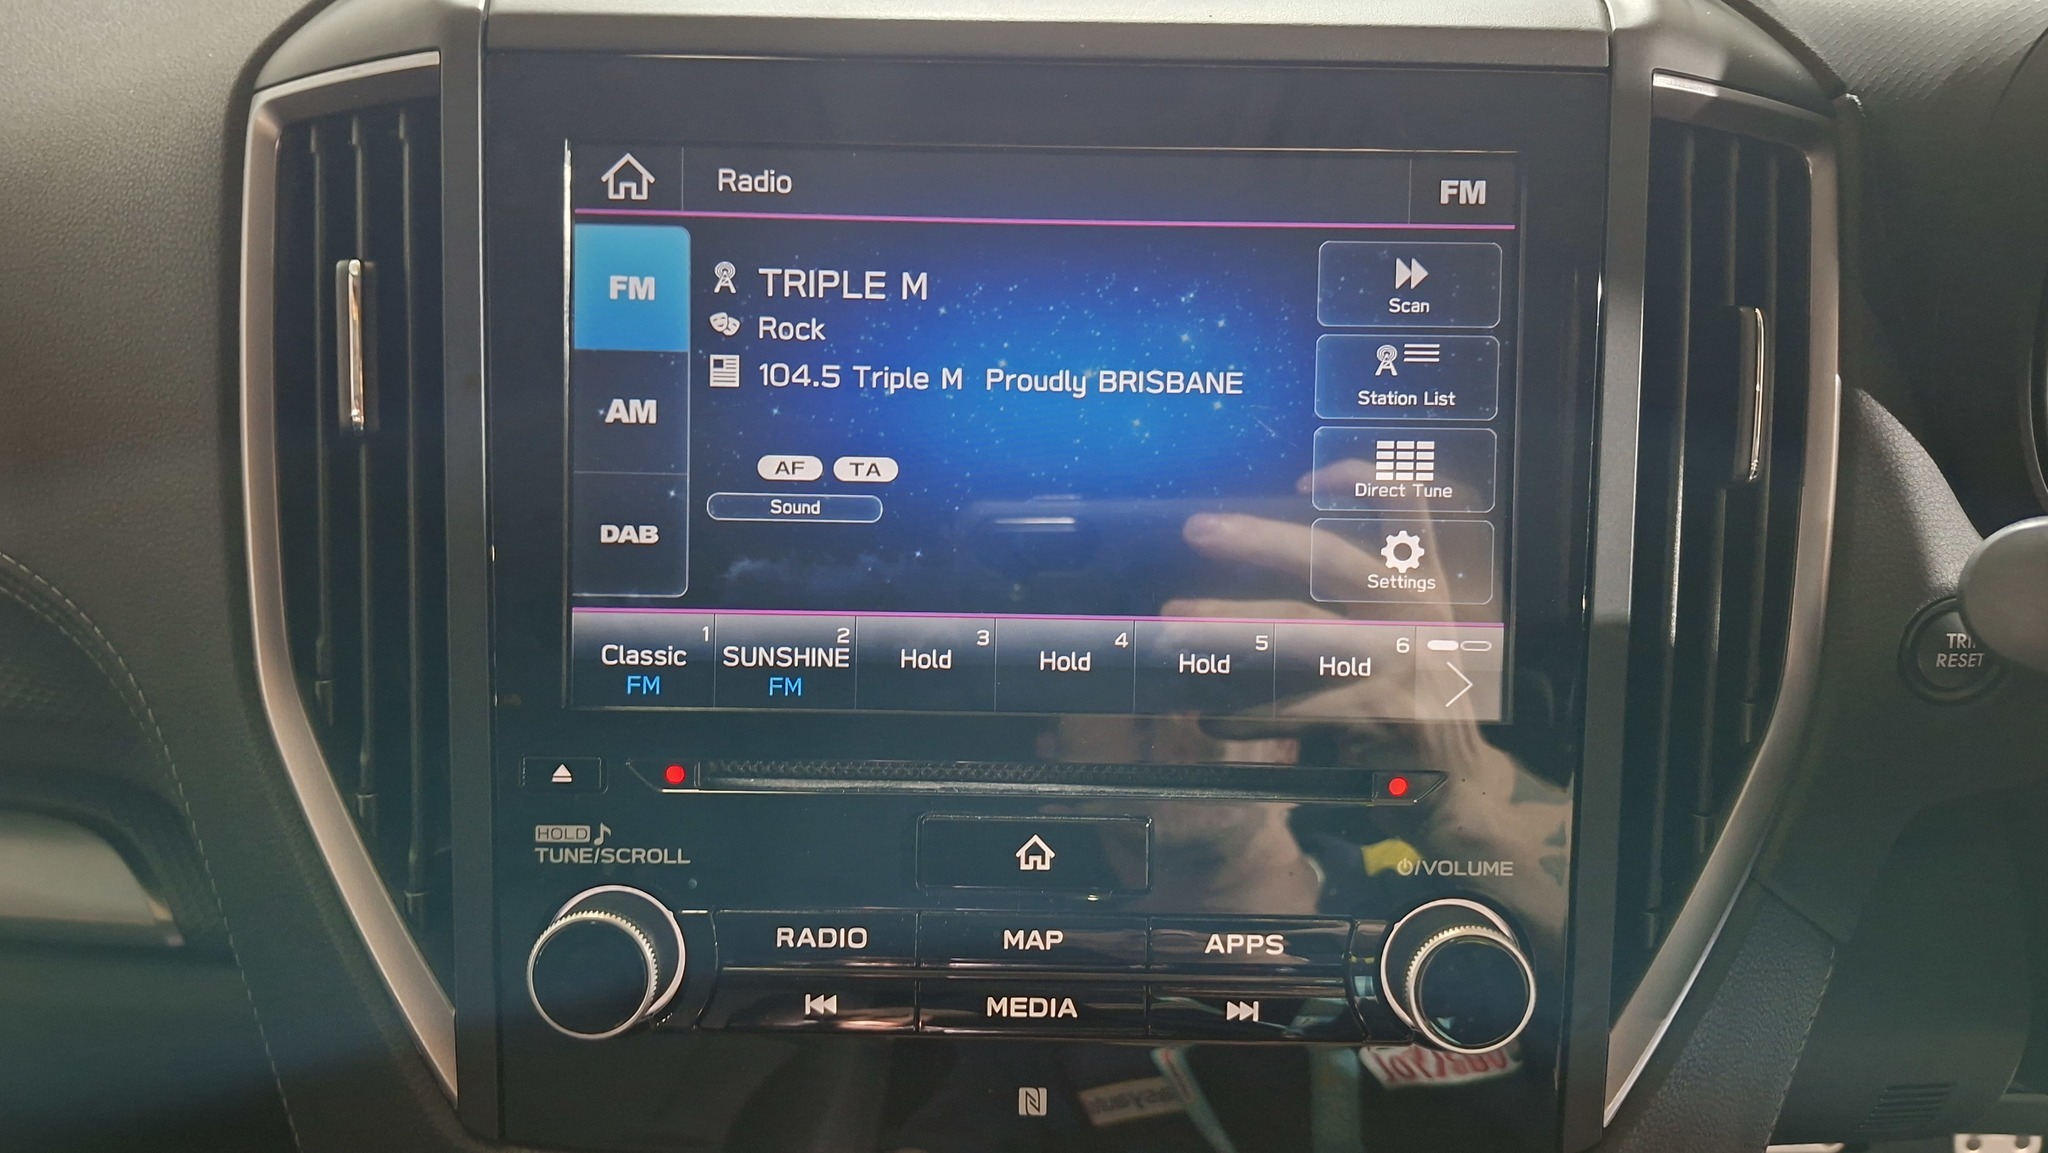 Radio
FM
FM
AM
DAB
TRIPLE M
Rock
104.5 Triple M Proudly BRISBANE
AF TA
Sound
Scan
Station List
Direct Tune
Settings
1 Classic FM
2 SUNSHINE FM
3 Hold
4 Hold
5 Hold
6 Hold
HOLD
TUNE/SCROLL
/VOLUME
RADIO MAP APPS
MEDIA
RESET